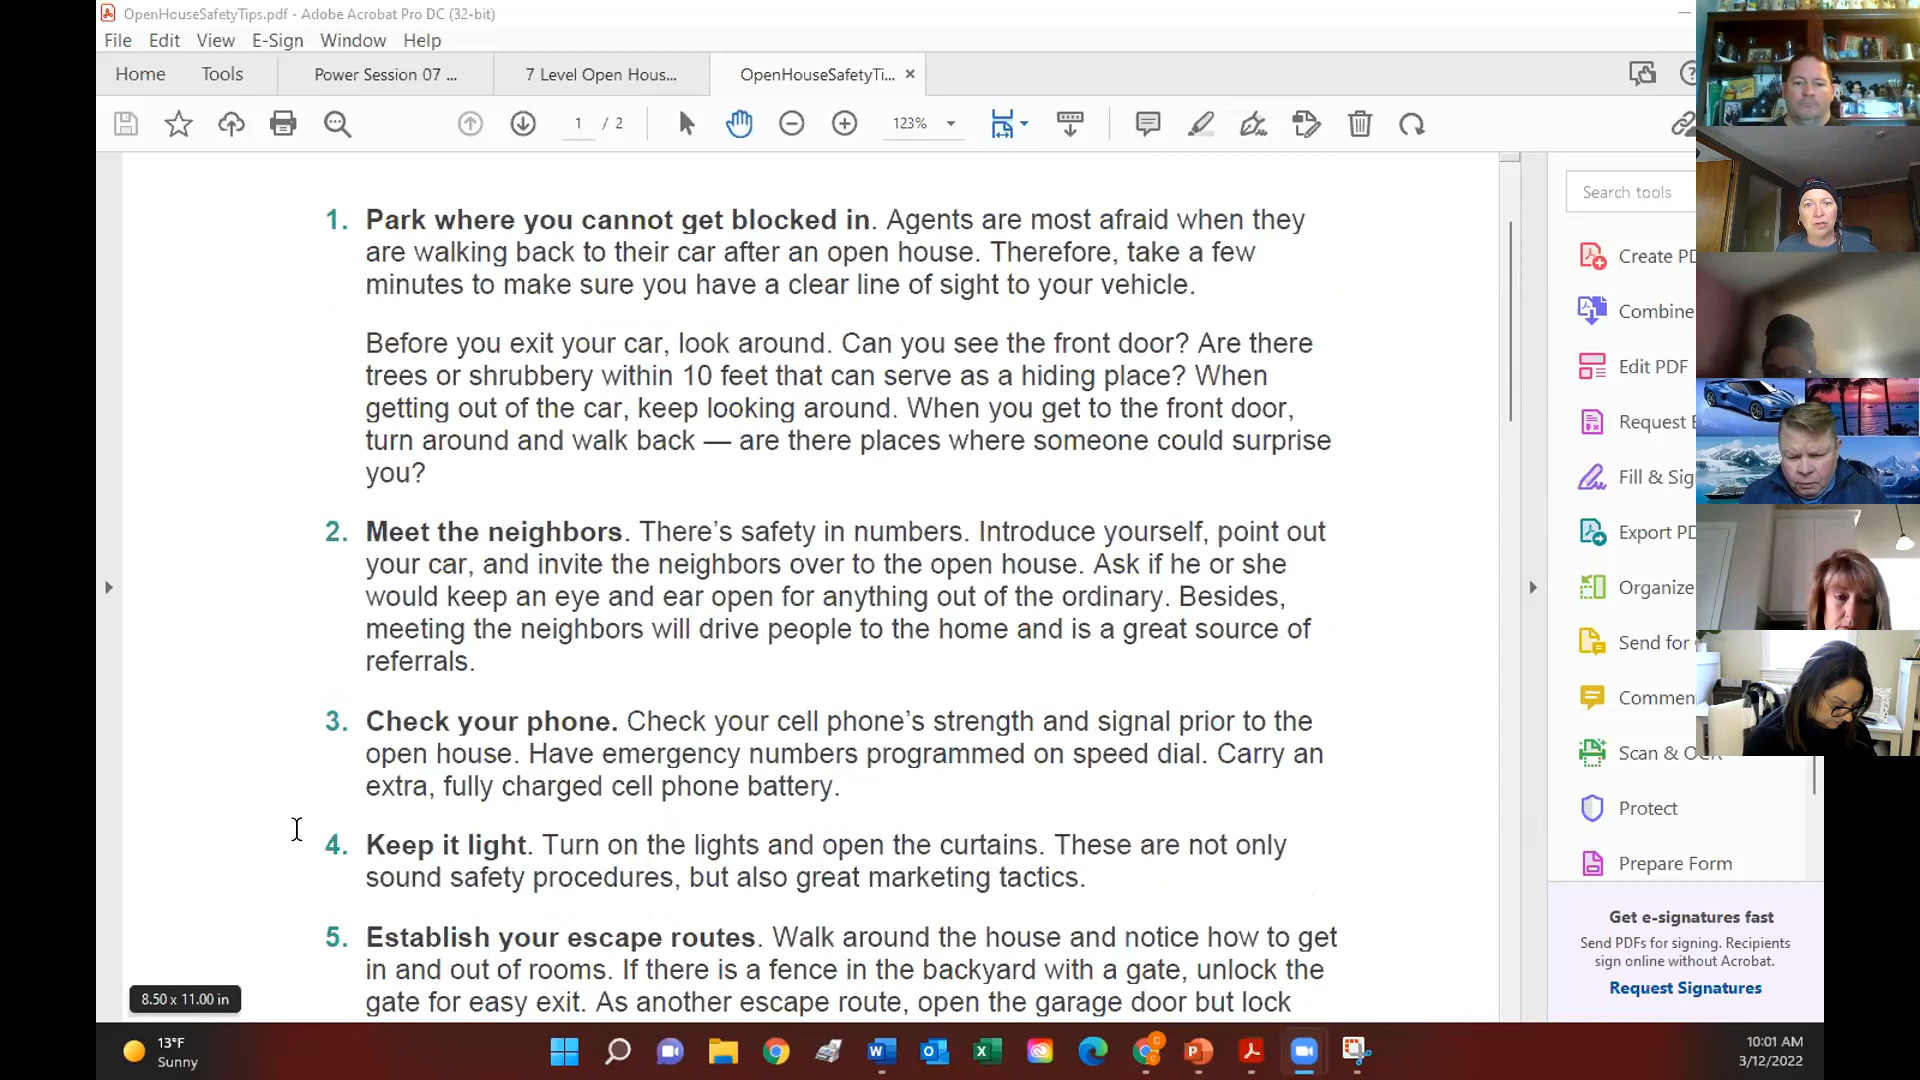 OpenHouseSafetyTips.pdf - Adobe Acrobat Pro DC (32-bit)
File Edit View E-Sign Window Help
Home Tools Power Session 07 ... 7 Level Open Hous... OpenHouseSafetyTi... ×
1 / 2 123%
1. Park where you cannot get blocked in. Agents are most afraid when they
are walking back to their car after an open house. Therefore, take a few
minutes to make sure you have a clear line of sight to your vehicle.
Before you exit your car, look around. Can you see the front door? Are there
trees or shrubbery within 10 feet that can serve as a hiding place? When
getting out of the car, keep looking around. When you get to the front door,
turn around and walk back — are there places where someone could surprise
you?
2. Meet the neighbors. There’s safety in numbers. Introduce yourself, point out
your car, and invite the neighbors over to the open house. Ask if he or she
would keep an eye and ear open for anything out of the ordinary. Besides,
meeting the neighbors will drive people to the home and is a great source of
referrals.
3. Check your phone. Check your cell phone’s strength and signal prior to the
open house. Have emergency numbers programmed on speed dial. Carry an
extra, fully charged cell phone battery.
4. Keep it light. Turn on the lights and open the curtains. These are not only
sound safety procedures, but also great marketing tactics.
5. Establish your escape routes. Walk around the house and notice how to get
in and out of rooms. If there is a fence in the backyard with a gate, unlock the
gate for easy exit. As another escape route, open the garage door but lock
8.50 x 11.00 in
Search tools
Create PD
Combine
Edit PDF
Request E
Fill & Sig
Export PD
Organize
Send for
Commen
Scan & OCR
Protect
Prepare Form
Get e-signatures fast
Send PDFs for signing. Recipients
sign online without Acrobat.
Request Signatures
13°F
Sunny
10:01 AM
3/12/2022